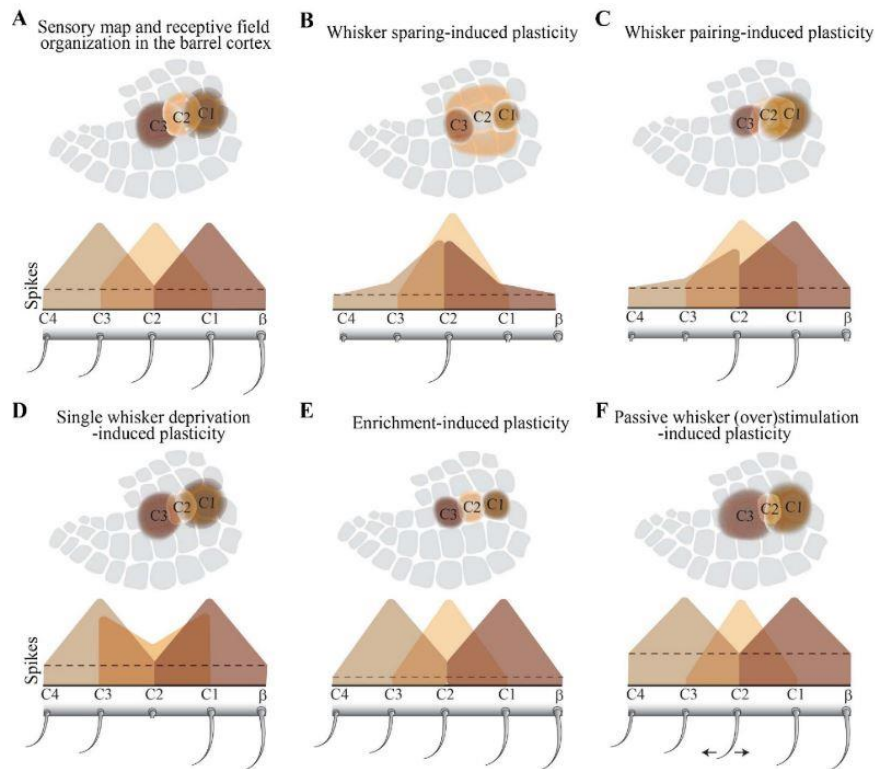 A
Sensory map and receptive field
organization in the barrel cortex
C3
C2
C1
Spikes
C4
C3
C2
C1
β
B
Whisker sparing-induced plasticity
C3
C2
C1
C4
C3
C2
C1
β
C
Whisker pairing-induced plasticity
C3
C2
C1
C4
C3
C2
C1
β
D
Single whisker deprivation
-induced plasticity
C3
C2
C1
Spikes
C4
C3
C2
C1
β
E
Enrichment-induced plasticity
C3
C2
C1
C4
C3
C2
C1
β
F
Passive whisker (over)stimulation
-induced plasticity
C3
C2
C1
C4
C3
C2
C1
β